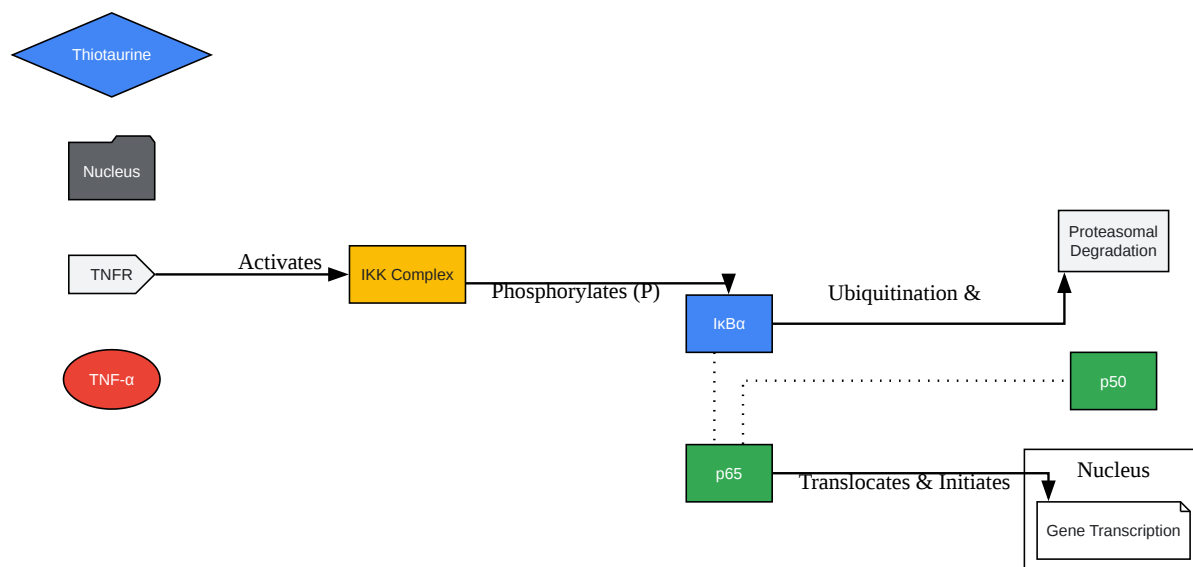 Thiotaurine
Nucleus
TNFR
Activates
IKK Complex
Phosphorylates (P)
IκBα
Ubiquitination &
Proteasomal
Degradation
TNF-α
p50
p65
Translocates & Initiates
Nucleus
Gene Transcription